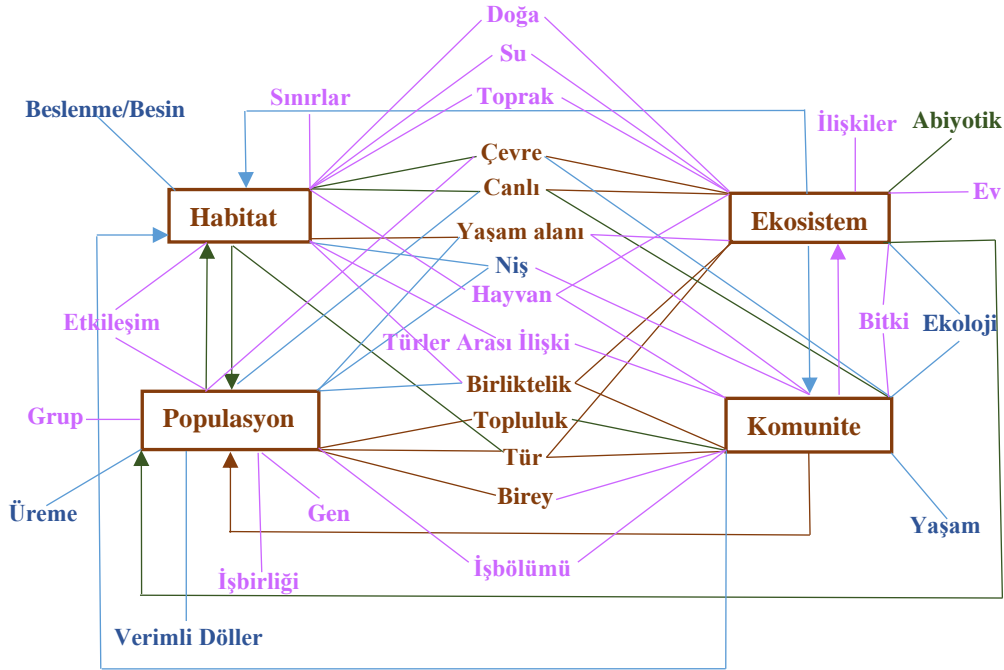 Doğa
Su
Toprak
Sınırlar
Beslenme/Besin
İlişkiler
Abiyotik
Çevre
Canlı
Ev
Habitat
Ekosistem
Yaşam alanı
Niş
Hayvan
Etkileşim
Türler Arası İlişki
Bitki
Ekoloji
Birliktelik
Grup
Populasyon
Topluluk
Komunite
Tür
Birey
Üreme
Gen
Yaşam
İşbölümü
İşbirliği
Verimli Döller